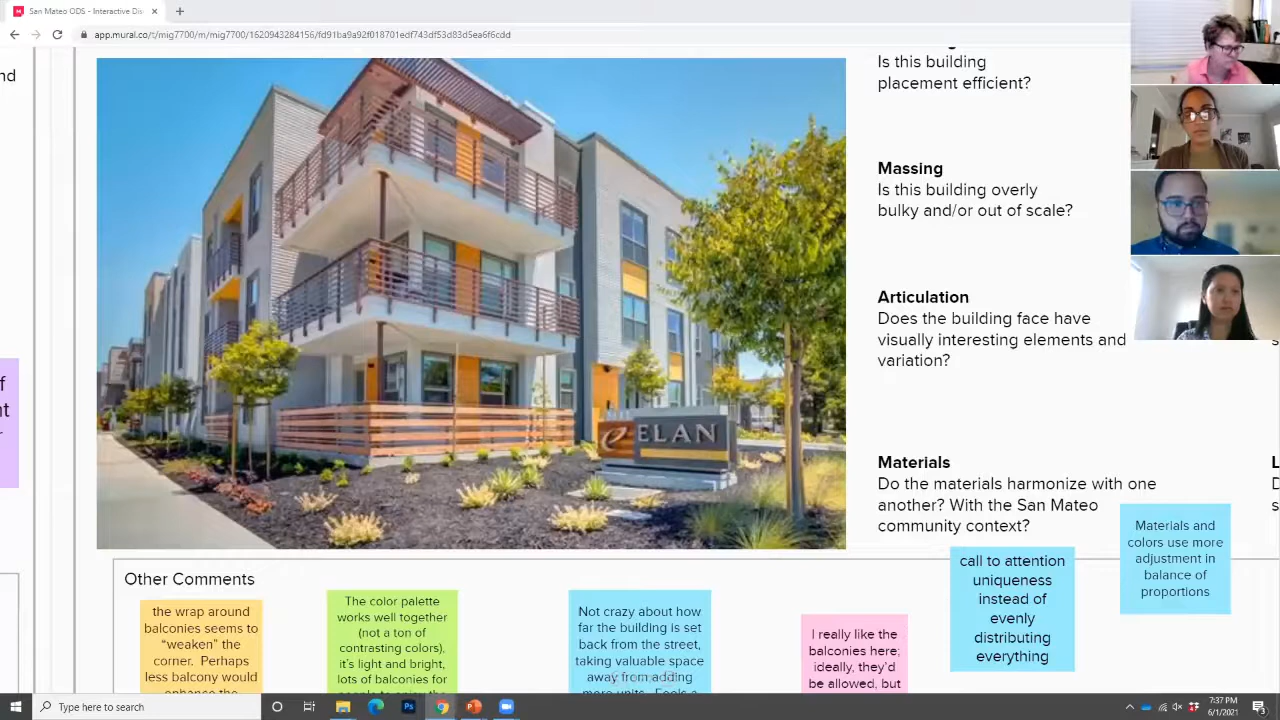 San Mateo ODS - Interactive Di
app.mural.co/t/mig7700/m/mig7700/1620943284156/fd91ba9a92f018701edf743df53d83d5ea6f6cdd
nd
Is this building
placement efficient?
Massing
Is this building overly
bulky and/or out of scale?
Articulation
Does the building face have
visually interesting elements and
variation?
Materials
Do the materials harmonize with one
another? With the San Mateo
community context?
e ELAN
Materials and
colors use more
adjustment in
balance of
proportions
call to attention
uniqueness
instead of
evenly
distributing
everything
Other Comments
the wrap around
balconies seems to
“weaken” the
corner. Perhaps
less balcony would
The color palette
works well together
(not a ton of
contrasting colors),
it’s light and bright,
lots of balconies for
Not crazy about how
far the building is set
back from the street,
taking valuable space
away from adding
more units. Feels a
I really like the
balconies here;
ideally, they’d
be allowed, but
Type here to search
7:37 PM
6/1/2021